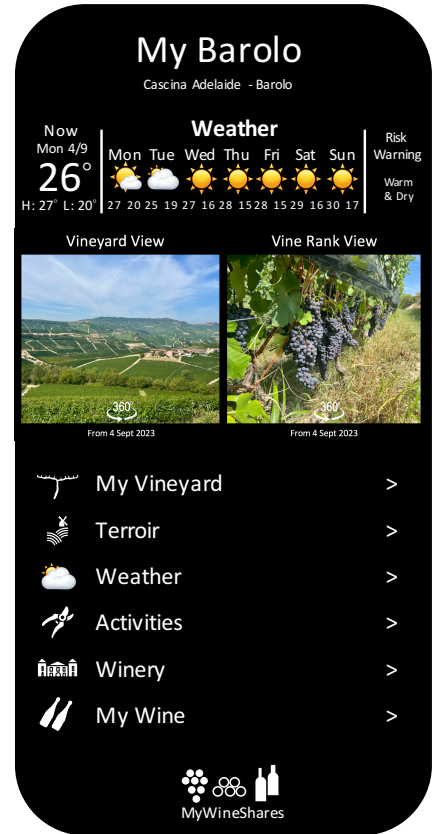 My Barolo
Cascina Adelaide - Barolo
Now
Mon 4/9
26°
H: 27° L: 20°
Weather
Mon Tue Wed Thu Fri Sat Sun
27 20 25 19 27 16 28 15 28 15 29 16 30 17
Risk
Warning
Warm
& Dry
Vineyard View
Vine Rank View
360°
360°
From 4 Sept 2023
From 4 Sept 2023
My Vineyard >
Terroir >
Weather >
Activities >
Winery >
My Wine >
MyWineShares